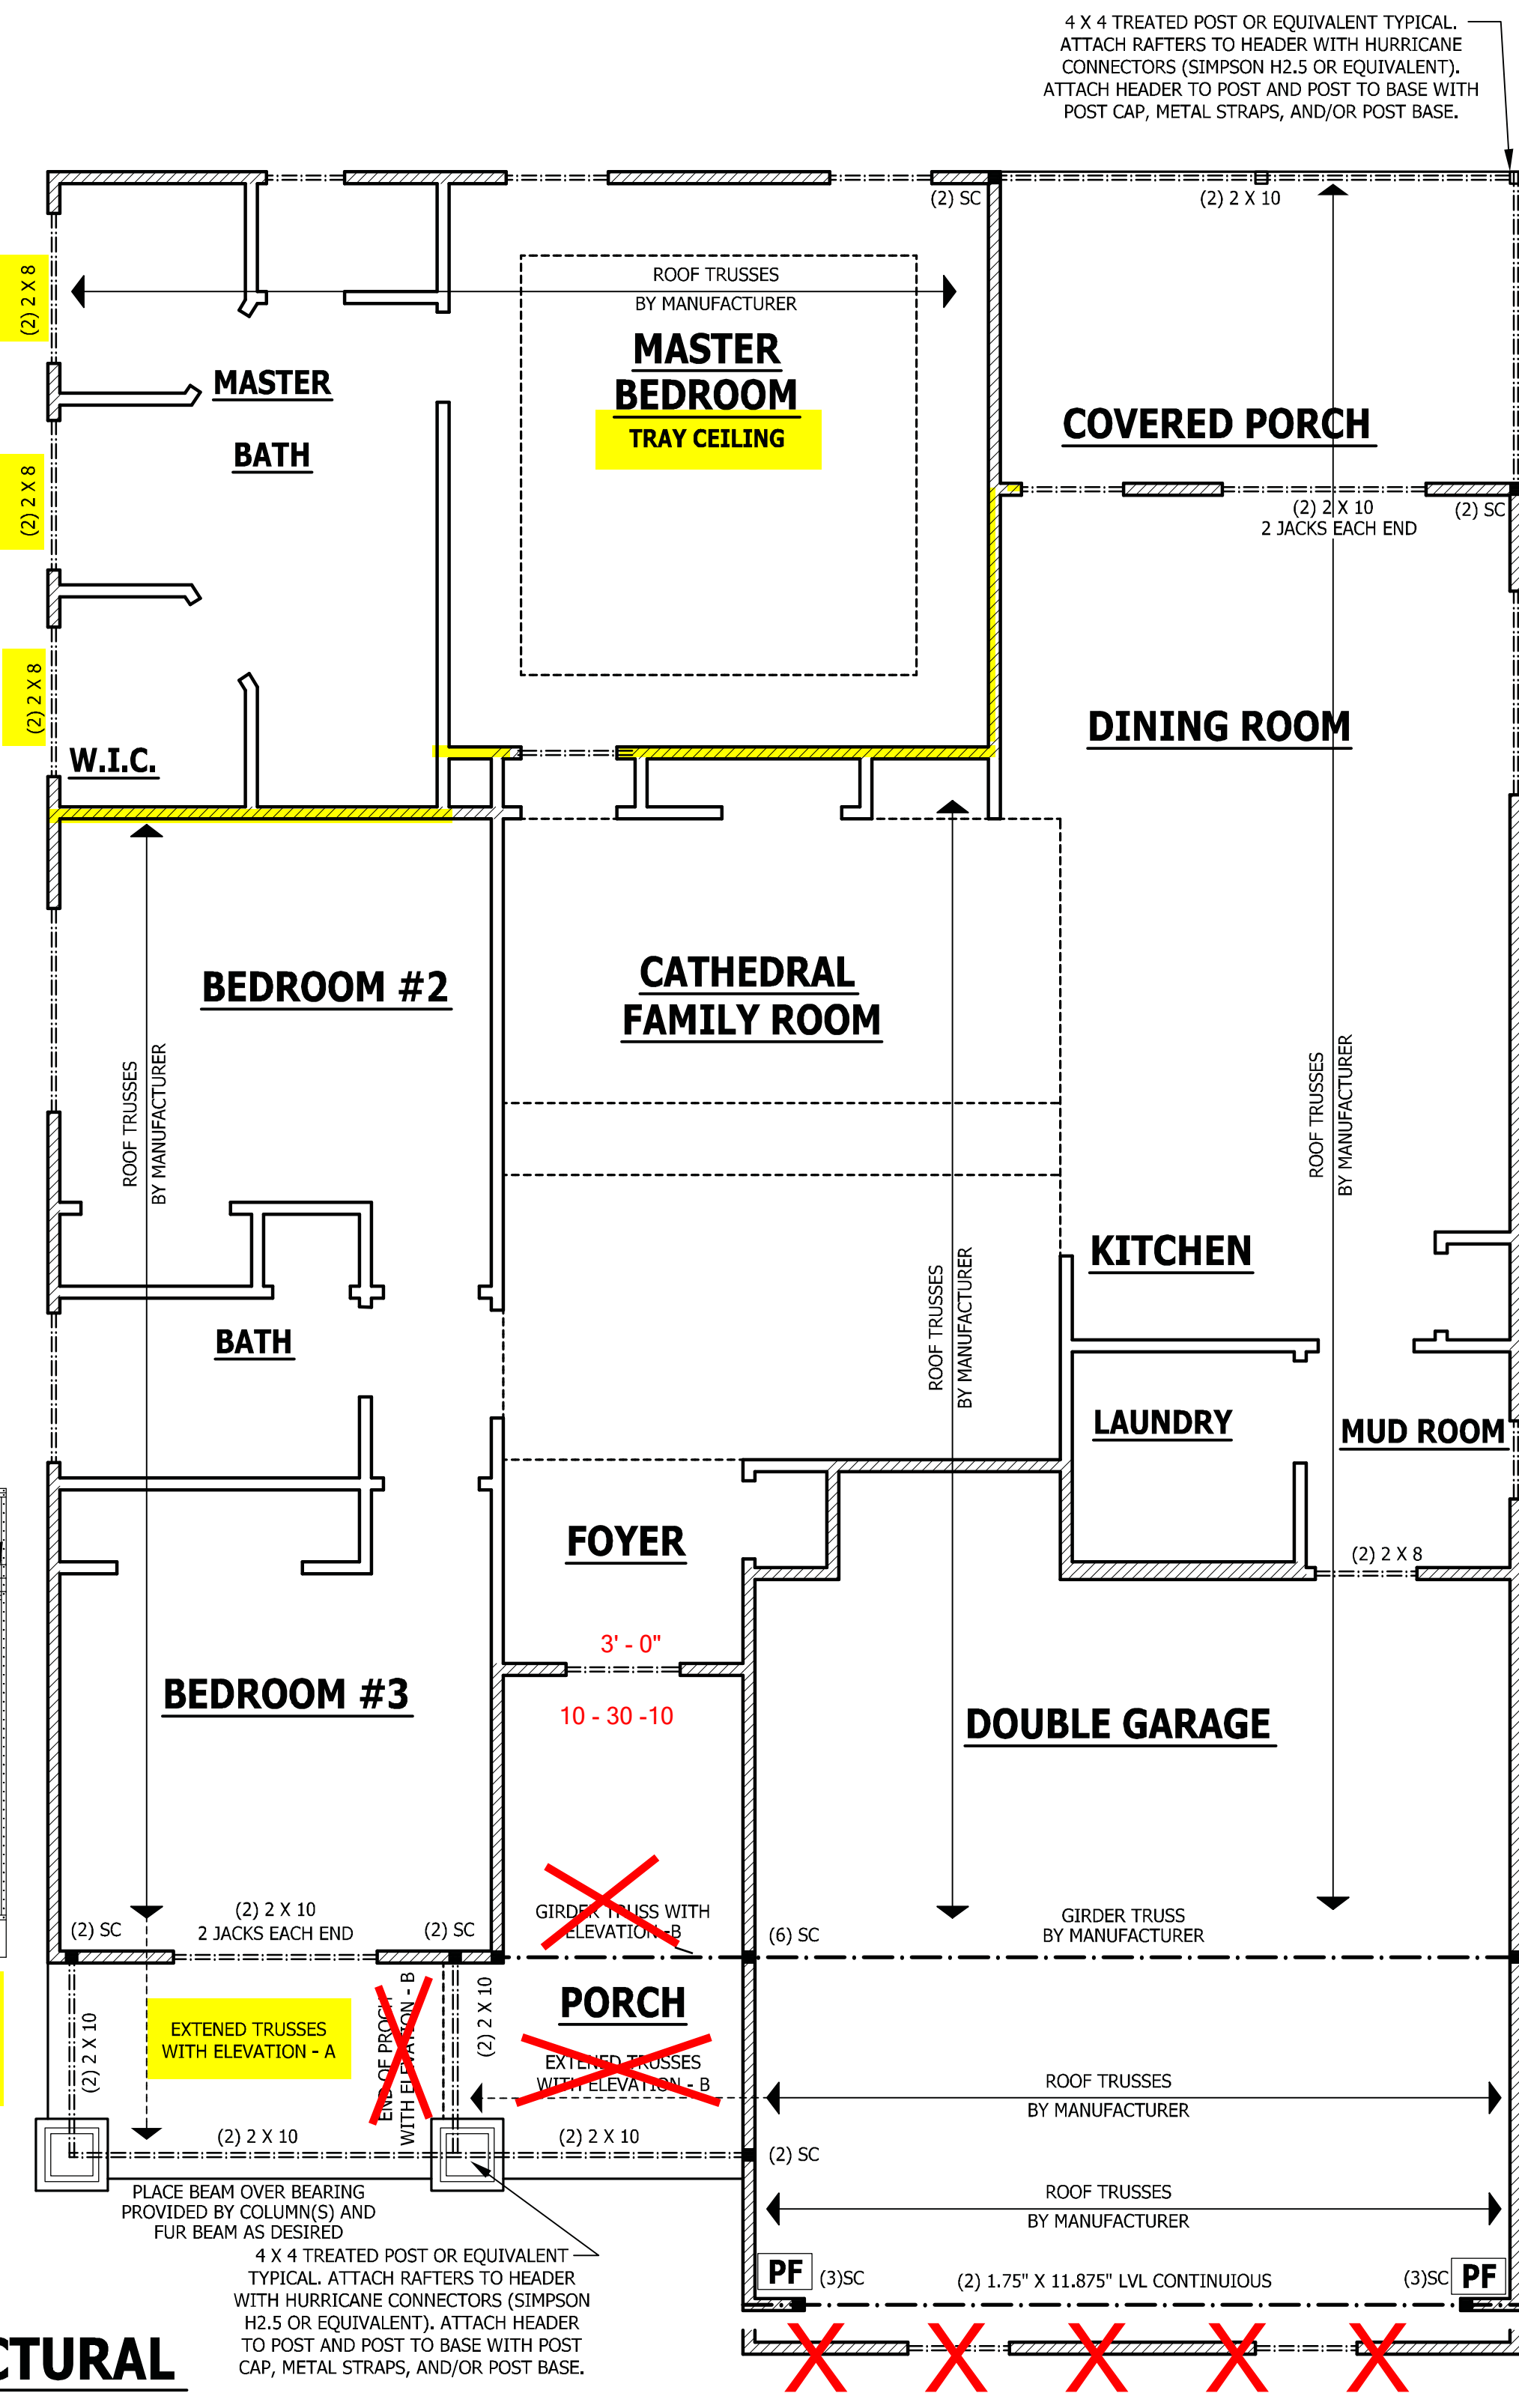 4 X 4 TREATED POST OR EQUIVALENT TYPICAL.
ATTACH RAFTERS TO HEADER WITH HURRICANE
CONNECTORS (SIMPSON H2.5 OR EQUIVALENT).
ATTACH HEADER TO POST AND POST TO BASE WITH
POST CAP, METAL STRAPS, AND/OR POST BASE.
(2) SC
(2) 2 X 10
(2) 2 X 8
ROOF TRUSSES
BY MANUFACTURER
MASTER
BEDROOM
TRAY CEILING
MASTER
BATH
COVERED PORCH
(2) 2 X 8
(2) 2 X 10
2 JACKS EACH END
(2) SC
(2) 2 X 8
W.I.C.
DINING ROOM
BEDROOM #2
CATHEDRAL
FAMILY ROOM
ROOF TRUSSES
BY MANUFACTURER
ROOF TRUSSES
BY MANUFACTURER
ROOF TRUSSES
BY MANUFACTURER
KITCHEN
BATH
LAUNDRY
MUD ROOM
FOYER
(2) 2 X 8
3' - 0"
BEDROOM #3
10 - 30 -10
DOUBLE GARAGE
(2) SC
(2) 2 X 10
2 JACKS EACH END
(2) SC
GIRDER TRUSS WITH
ELEVATION -B
(6) SC
GIRDER TRUSS
BY MANUFACTURER
(2) 2 X 10
EXTENED TRUSSES
WITH ELEVATION - A
END OF PROCH
WITH ELEVATION - B
(2) 2 X 10
PORCH
EXTENED TRUSSES
WITH ELEVATION - B
ROOF TRUSSES
BY MANUFACTURER
(2) 2 X 10
(2) 2 X 10
(2) SC
PLACE BEAM OVER BEARING
PROVIDED BY COLUMN(S) AND
FUR BEAM AS DESIRED
ROOF TRUSSES
BY MANUFACTURER
4 X 4 TREATED POST OR EQUIVALENT
TYPICAL. ATTACH RAFTERS TO HEADER
WITH HURRICANE CONNECTORS (SIMPSON
H2.5 OR EQUIVALENT). ATTACH HEADER
TO POST AND POST TO BASE WITH POST
CAP, METAL STRAPS, AND/OR POST BASE.
PF
(3)SC
(2) 1.75" X 11.875" LVL CONTINUIOUS
(3)SC
PF
CTURAL